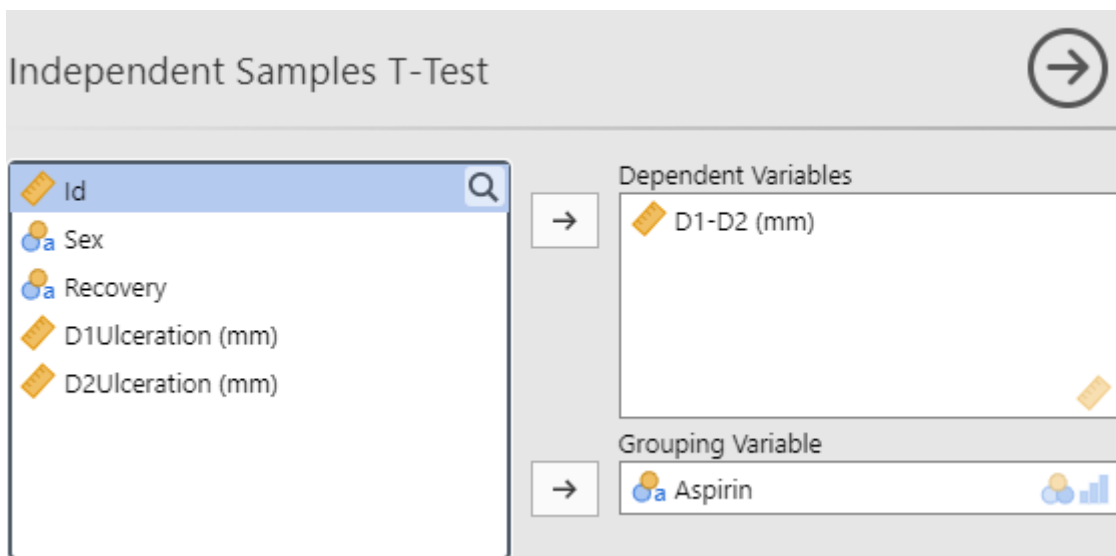 Independent Samples T-Test
Id
Sex
Recovery
D1Ulceration (mm)
D2Ulceration (mm)
Dependent Variables
D1-D2 (mm)
Grouping Variable
Aspirin